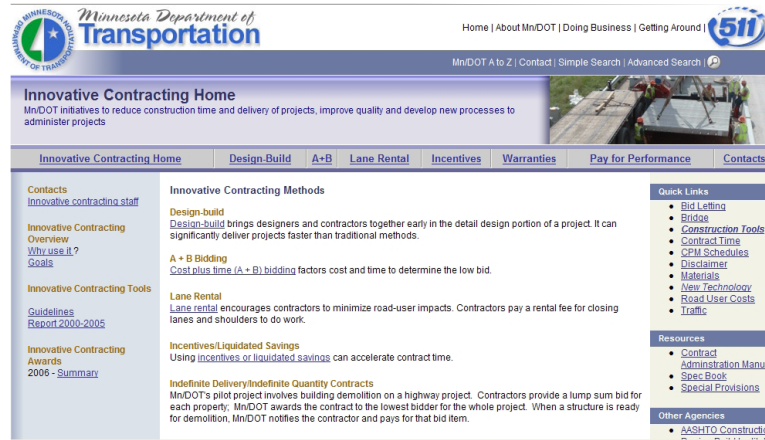 Minnesota Department of
Transportation
MINNESOTA
DEPARTMENT OF TRANSPORTATION
Home | About Mn/DOT | Doing Business | Getting Around |
511
Mn/DOT A to Z | Contact | Simple Search | Advanced Search |
Innovative Contracting Home
Mn/DOT initiatives to reduce construction time and delivery of projects, improve quality and develop new processes to
administer projects
Innovative Contracting Home Design-Build A+B Lane Rental Incentives Warranties Pay for Performance Contacts
Contacts
Innovative contracting staff
Innovative Contracting
Overview
Why use it ?
Goals
Innovative Contracting Tools
Guidelines
Report 2000-2005
Innovative Contracting
Awards
2006 - Summary
Innovative Contracting Methods
Design-build
Design-build brings designers and contractors together early in the detail design portion of a project. It can
significantly deliver projects faster than traditional methods.
A + B Bidding
Cost plus time (A + B) bidding factors cost and time to determine the low bid.
Lane Rental
Lane rental encourages contractors to minimize road-user impacts. Contractors pay a rental fee for closing
lanes and shoulders to do work.
Incentives/Liquidated Savings
Using incentives or liquidated savings can accelerate contract time.
Indefinite Delivery/Indefinite Quantity Contracts
Mn/DOT's pilot project involves building demolition on a highway project. Contractors provide a lump sum bid for
each property; Mn/DOT awards the contract to the lowest bidder for the whole project. When a structure is ready
for demolition, Mn/DOT notifies the contractor and pays for that bid item.
Quick Links
Bid Letting
Bridge
Construction Tools
Contract Time
CPM Schedules
Disclaimer
Materials
New Technology
Road User Costs
Traffic
Resources
Contract
Adminstration Manu
Spec Book
Special Provisions
Other Agencies
AASHTO Constructio